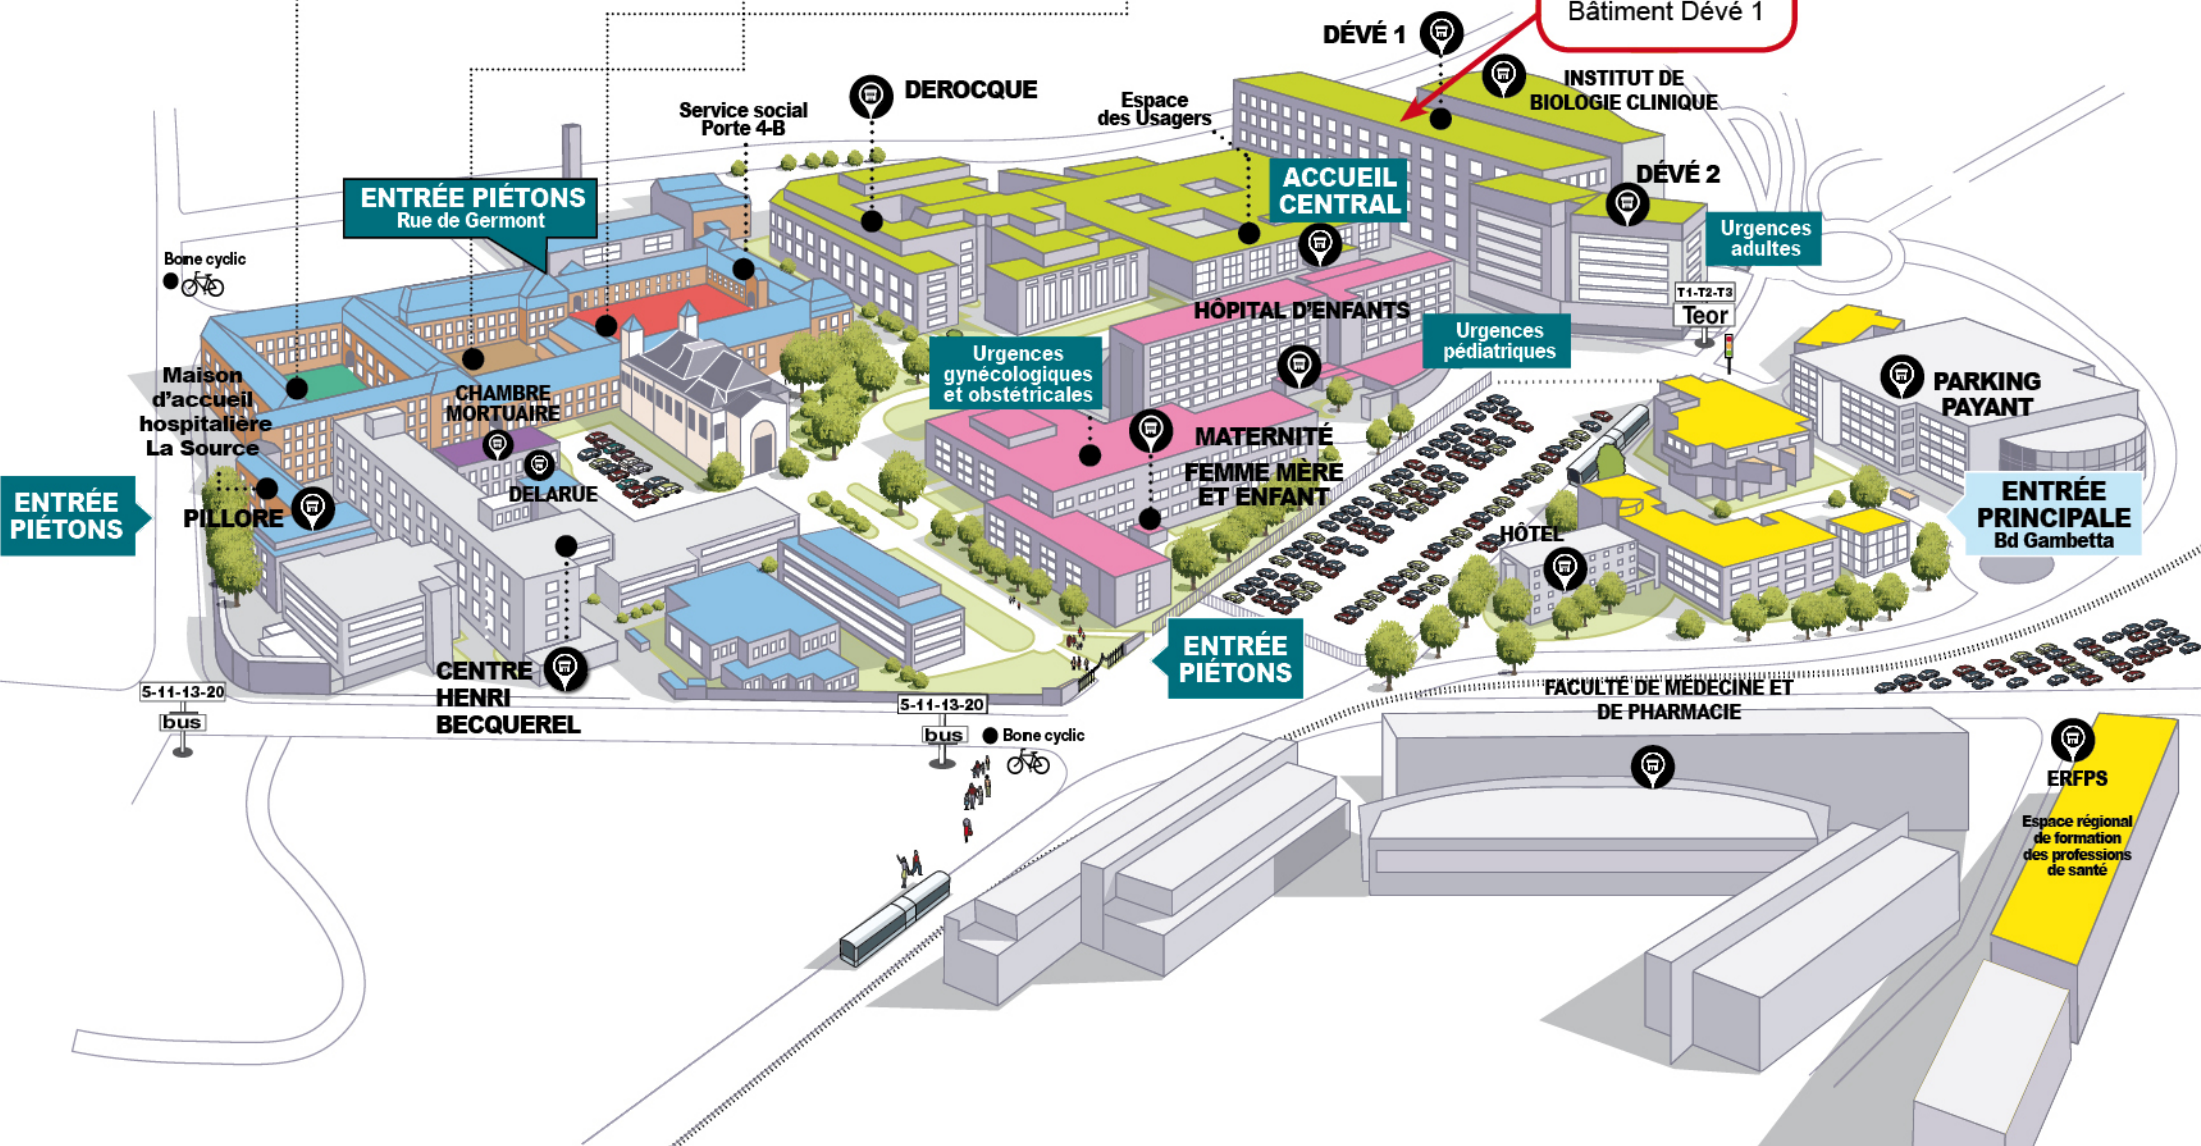 Bâtiment Dévé 1
DÉVÉ 1
INSTITUT DE
BIOLOGIE CLINIQUE
DEROCQUE
Service social
Porte 4-B
Espace
des Usagers
ENTRÉE PIÉTONS
Rue de Germont
ACCUEIL
CENTRAL
DÉVÉ 2
Urgences
adultes
Borne cyclic
T1-T2-T3
Teor
HÔPITAL D'ENFANTS
Urgences
pédiatriques
Urgences
gynécologiques
et obstétricales
Maison
d'accueil
hospitalière
La Source
CHAMBRE
MORTUAIRE
PARKING
PAYANT
MATERNITÉ
FEMME MÈRE
ET ENFANT
DELARUE
PILLORE
ENTRÉE
PIÉTONS
ENTRÉE
PRINCIPALE
Bd Gambetta
HÔTEL
ENTRÉE
PIÉTONS
CENTRE
HENRI
BECQUEREL
5-11-13-20
bus
5-11-13-20
bus
Borne cyclic
FACULTÉ DE MÉDECINE ET
DE PHARMACIE
ERFPS
Espace régional
de formation
des professions
de santé